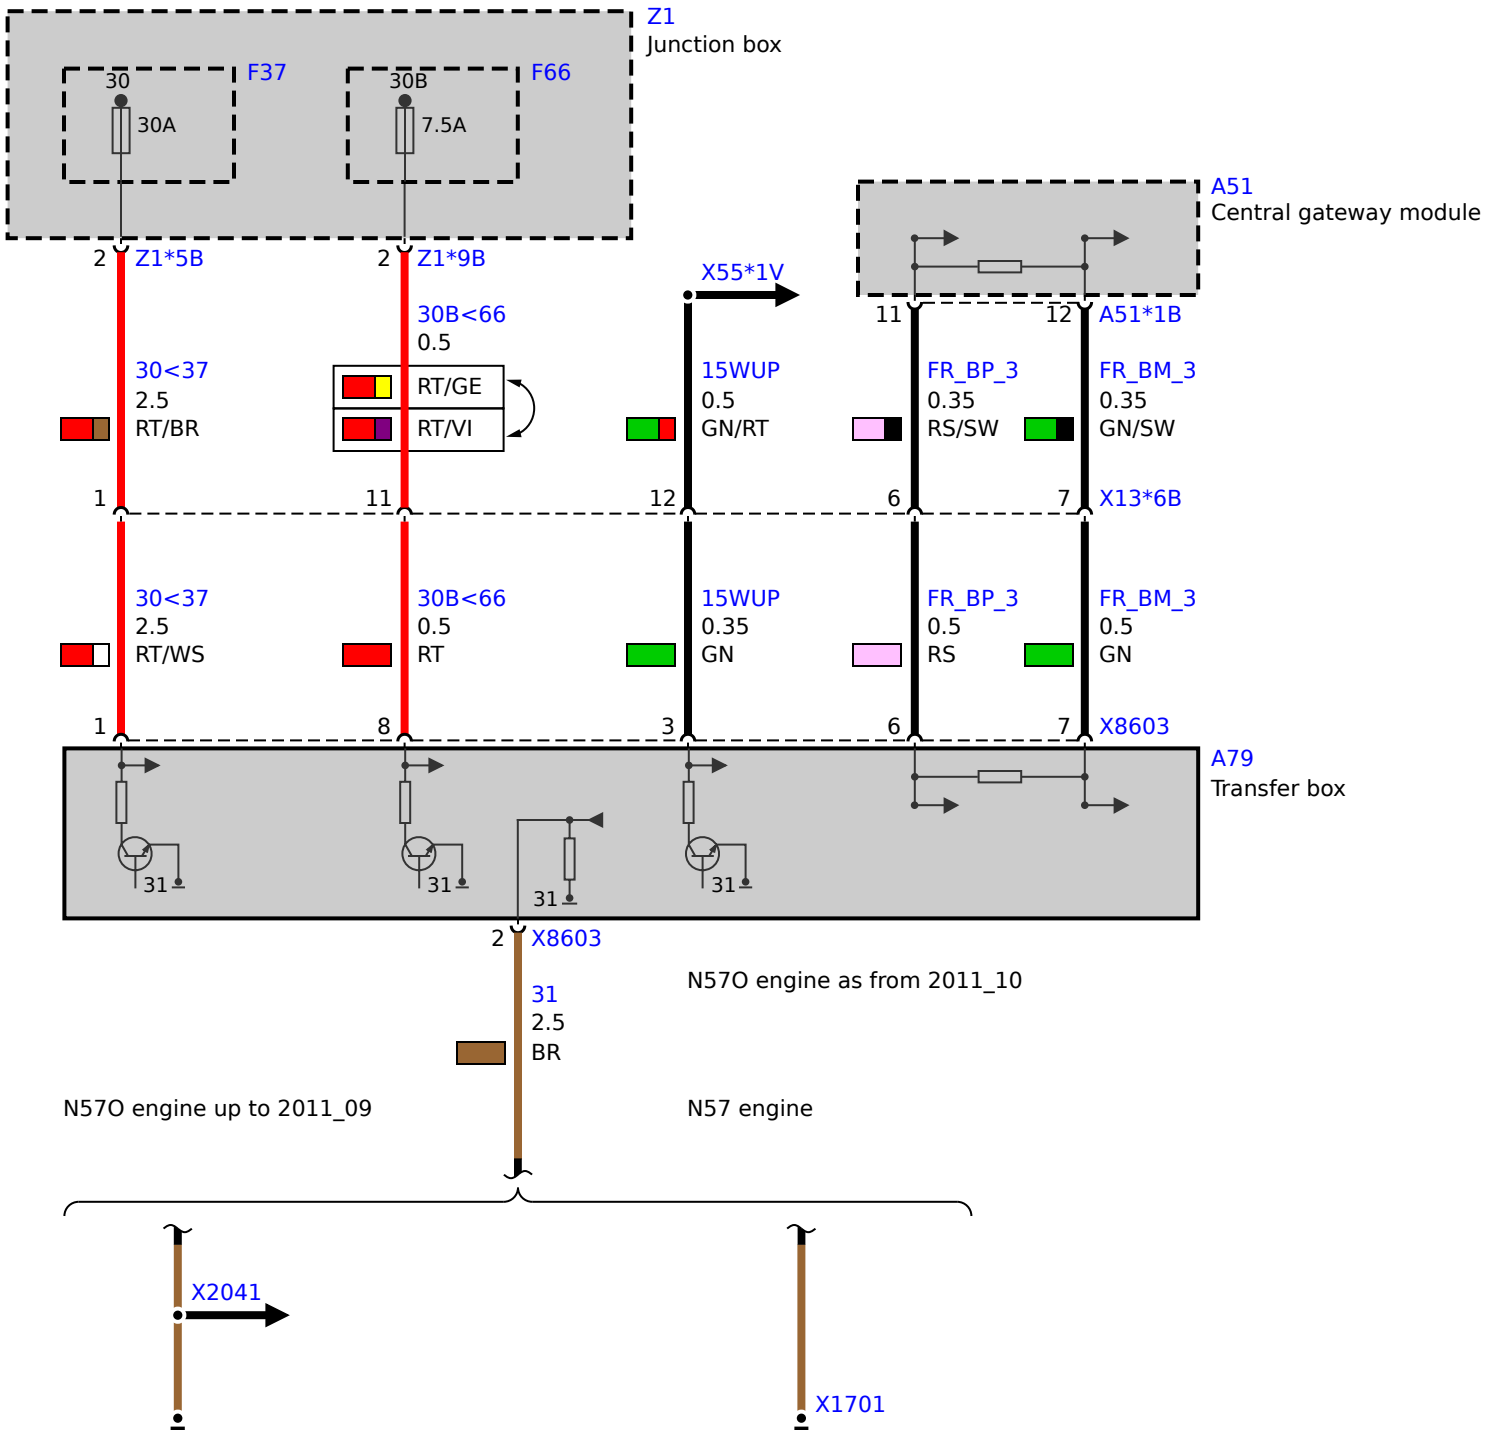 Z1
Junction box
30
F37
30B
F66
30A
7.5A
A51
Central gateway module
2
Z1*5B
2
Z1*9B
X55*1V
30B<66
0.5
11
12
A51*1B
30<37
2.5
RT/BR
RT/GE
RT/VI
15WUP
0.5
GN/RT
FR_BP_3
0.35
RS/SW
FR_BM_3
0.35
GN/SW
1
11
12
6
7
X13*6B
30<37
2.5
RT/WS
30B<66
0.5
RT
15WUP
0.35
GN
FR_BP_3
0.5
RS
FR_BM_3
0.5
GN
1
8
3
6
7
X8603
A79
Transfer box
31
31
31
31
2
X8603
N57O engine as from 2011_10
31
2.5
BR
N57O engine up to 2011_09
N57 engine
X2041
X1701